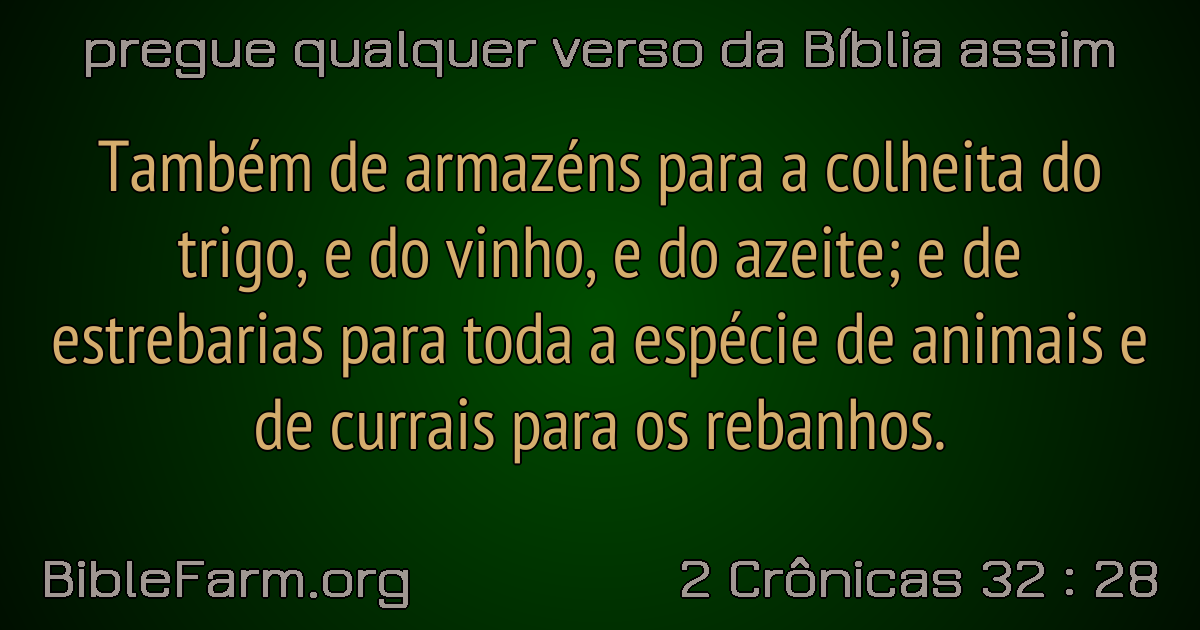 pregue qualquer verso da Bíblia assim
Também de armazéns para a colheita do
trigo, e do vinho, e do azeite; e de
estrebarias para toda a espécie de animais e
de currais para os rebanhos.
BibleFarm.org
2 Crônicas 32 : 28